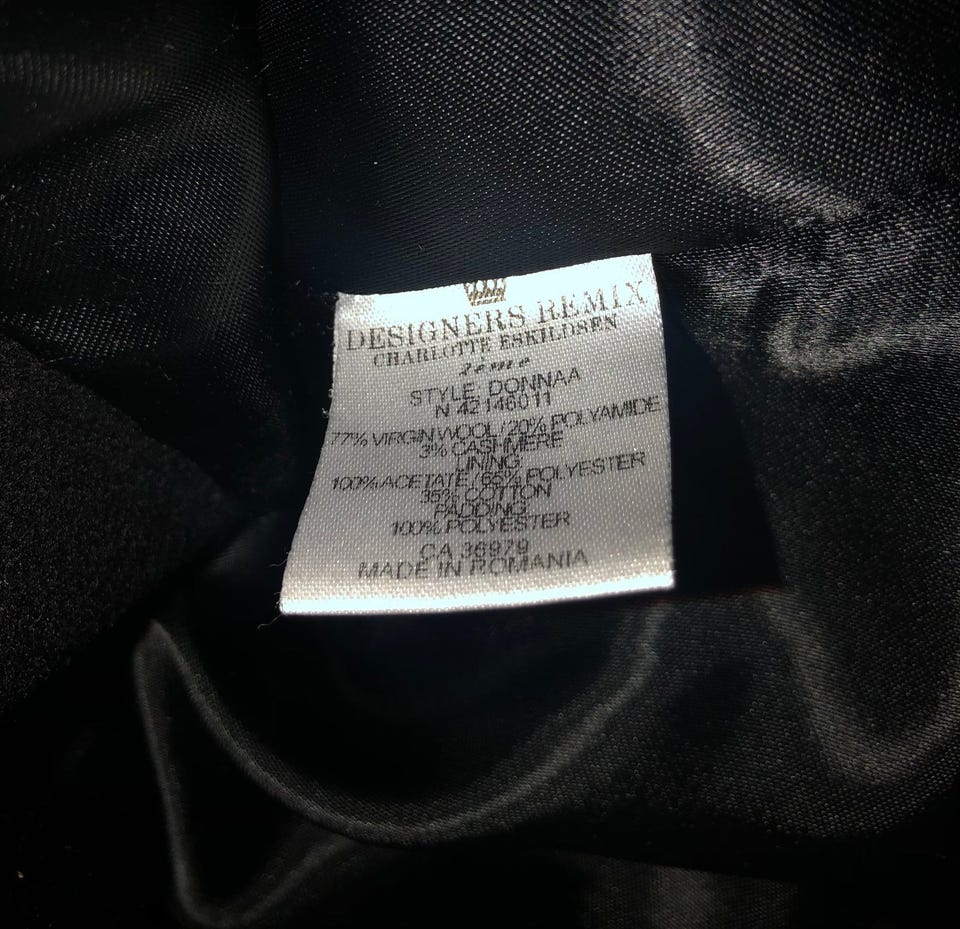 DESIGNERS REMIX
CHARLOTTE ESKILDSEN
2eme
STYLE: DONNAA
N 42146011
77% VIRGIN WOOL / 20% POLYAMIDE
3% CASHMERE
LINING
100% ACETATE / 65% POLYESTER
35% COTTON
PADDING
100% POLYESTER
CA 36979
MADE IN ROMANIA